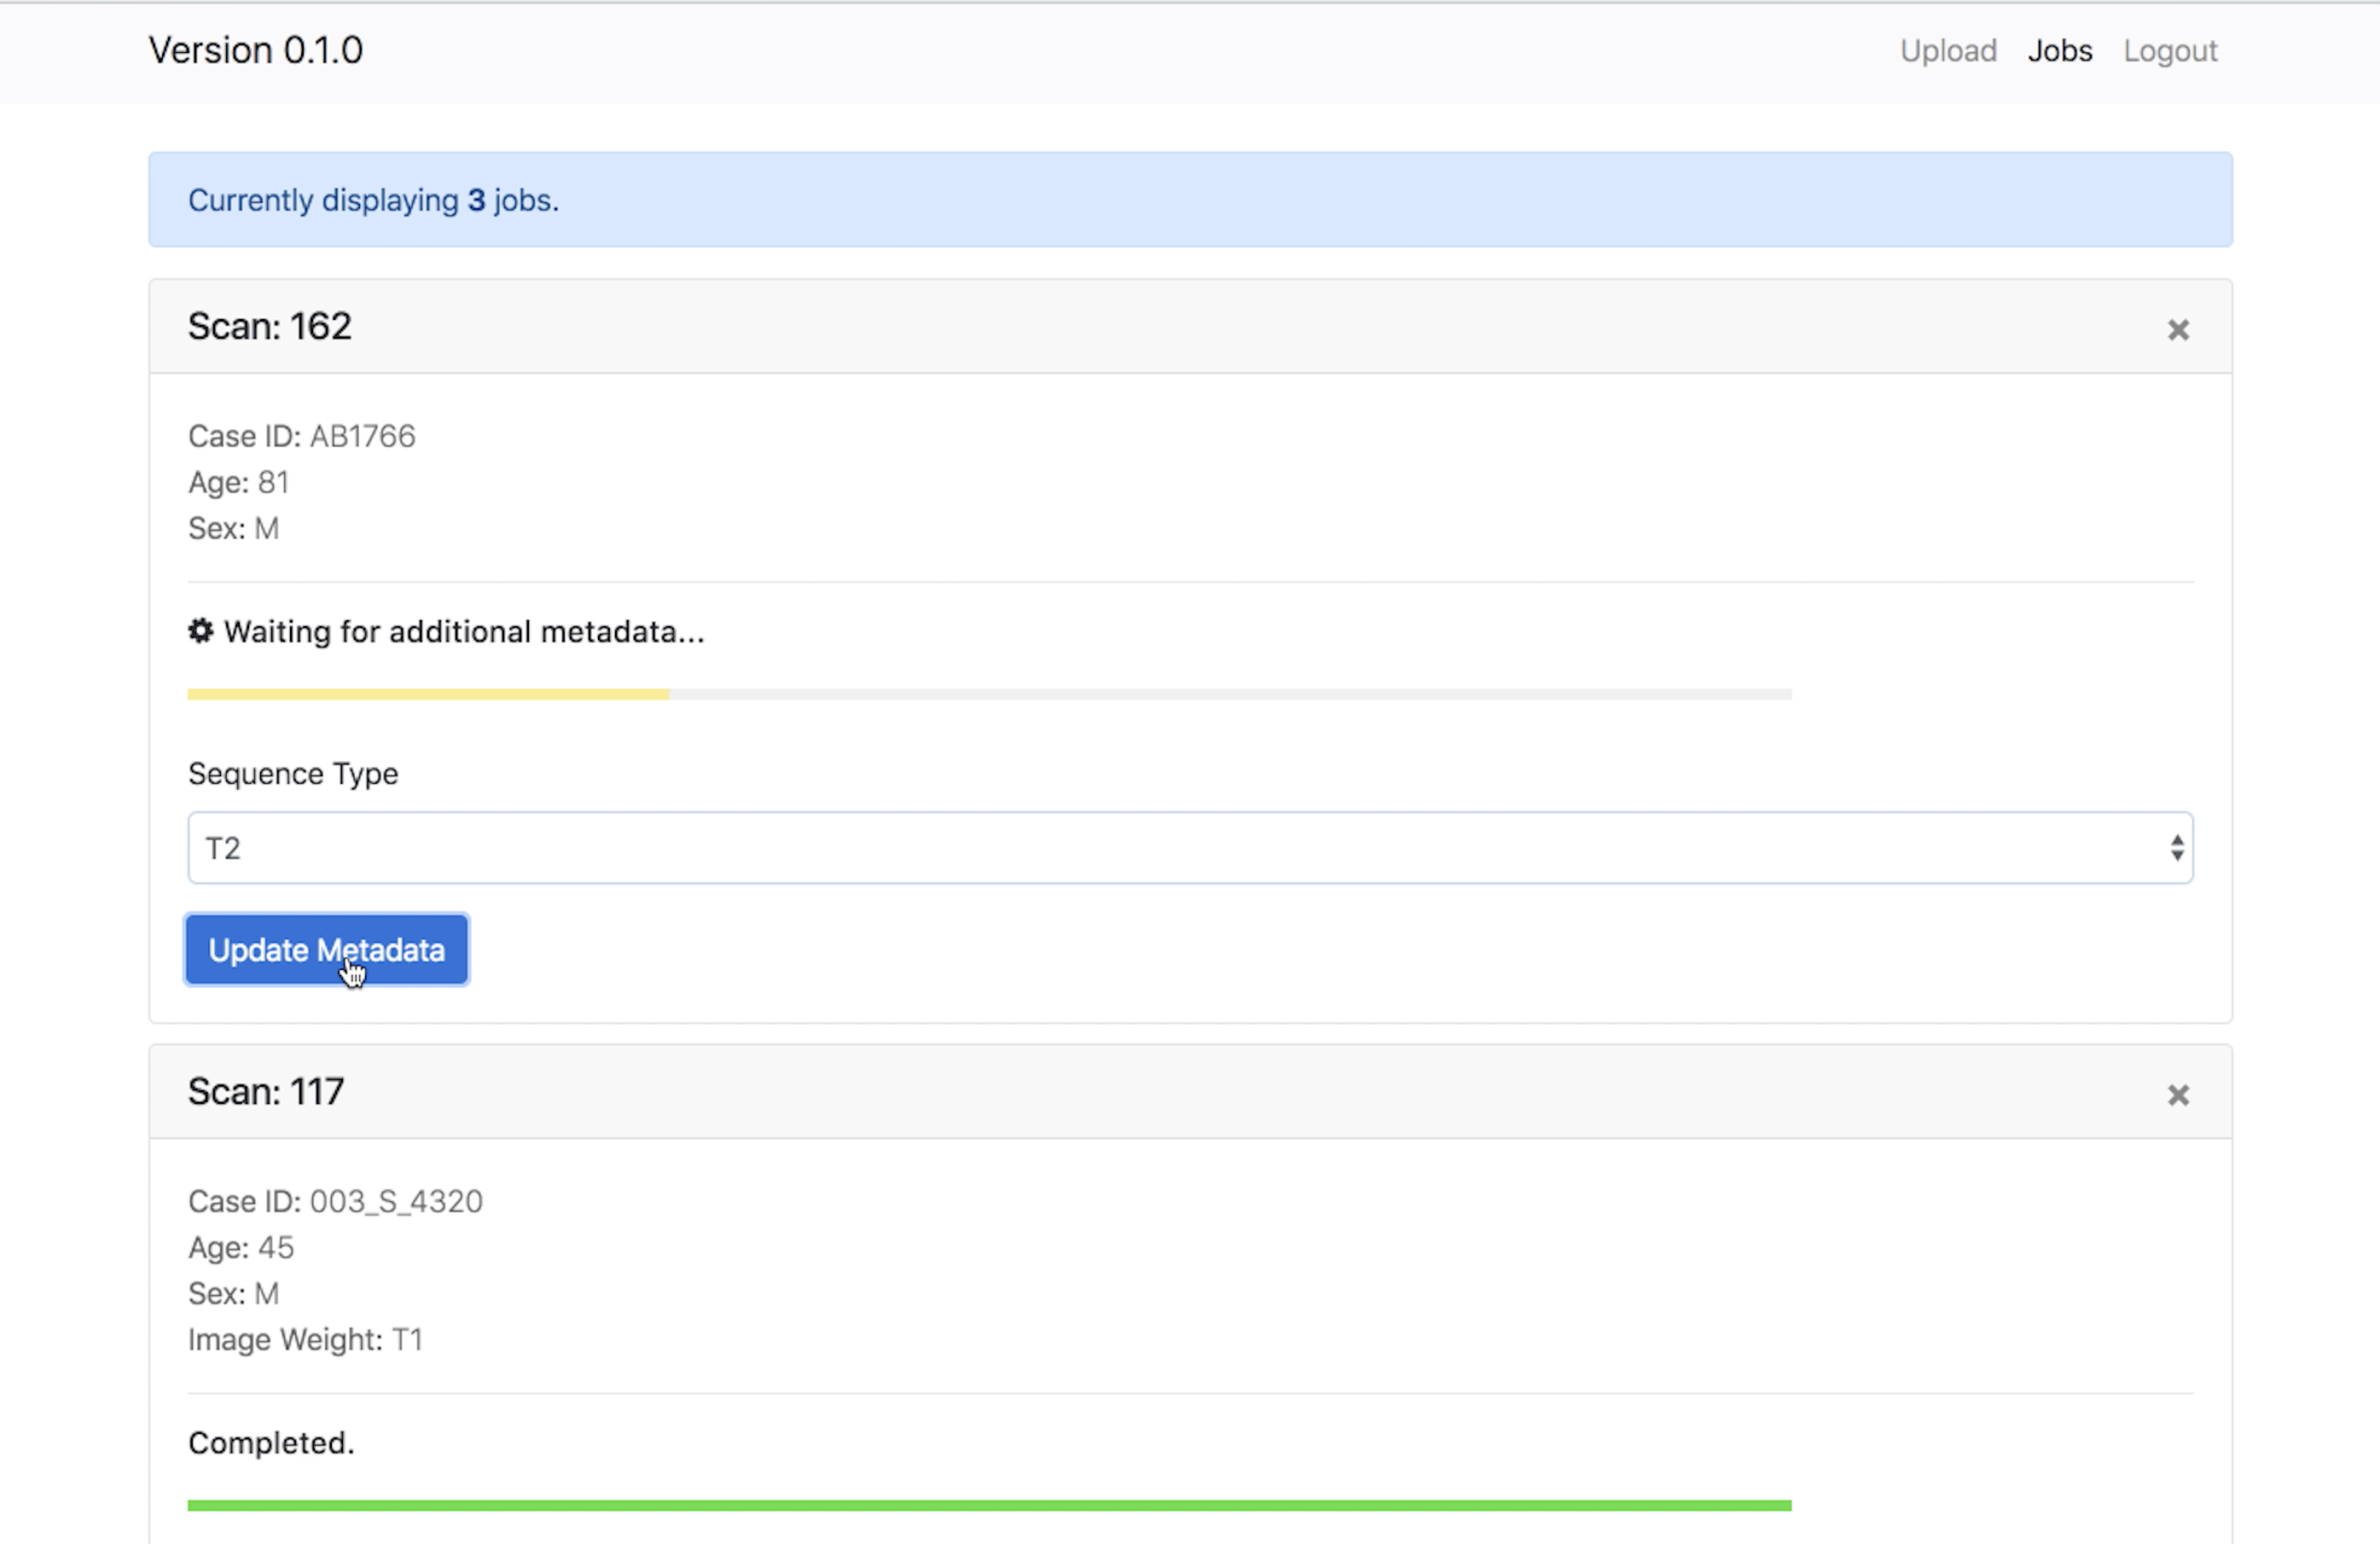 Version 0.1.0
Upload Jobs Logout
Currently displaying 3 jobs.
Scan: 162
Case ID: AB1766
Age: 81
Sex: M
Waiting for additional metadata...
Sequence Type
T2
Update Metadata
Scan: 117
Case ID: 003_S_4320
Age: 45
Sex: M
Image Weight: T1
Completed.